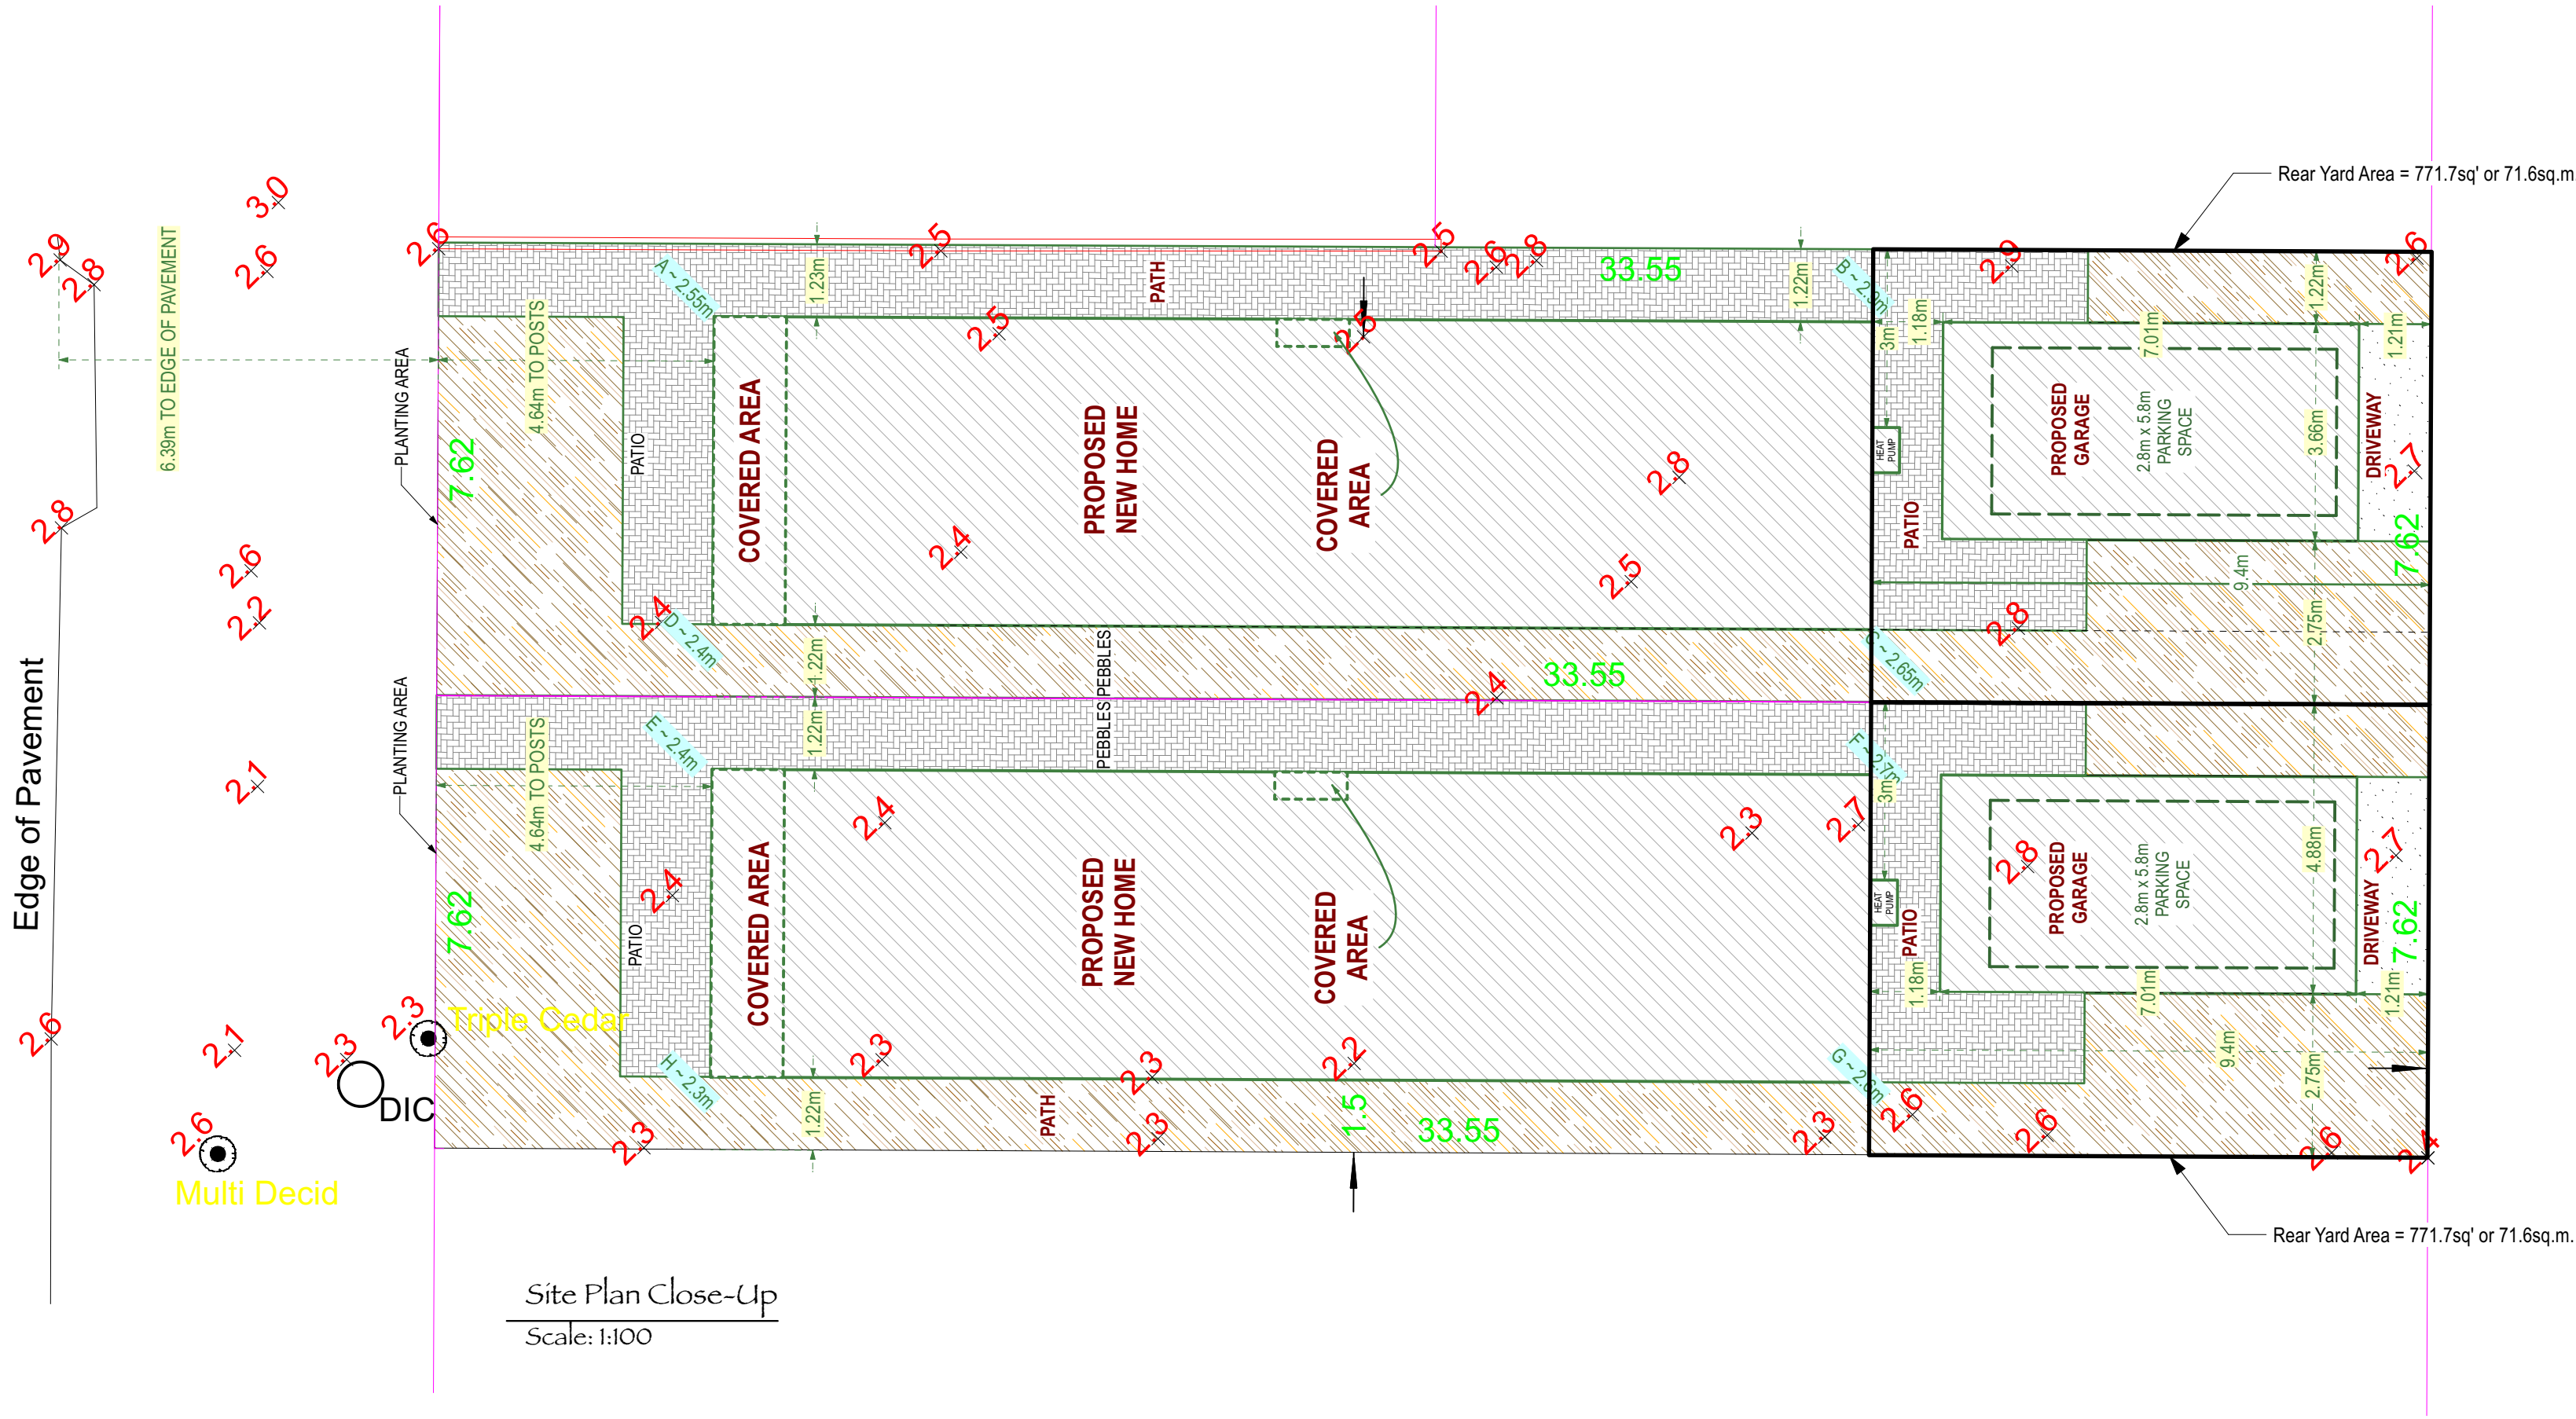 Rear Yard Area = 771.7sq' or 71.6sq.m
3.0
2.9
2.8
2.6
6.39m TO EDGE OF PAVEMENT
2.8
2.6
2.2
2.1
Edge of Pavement
2.6
2.1
2.3
2.3
DIC
2.6
Multi Decid
Triple Cedar
PLANTING AREA
PLANTING AREA
2.6
2.5
2.5
2.6
2.8
33.55
1.23m
PATH
1.22m
A ~ 2.55m
B ~ 2.9m
4.64m TO POSTS
7.62
PATIO
COVERED AREA
2.5
2.5
PROPOSED
NEW HOME
COVERED
AREA
2.8
2.4
2.5
2.4
D ~ 2.4m
1.22m
PEBBLES
33.55
2.4
~ 2.65m
2.9
2.6
1.22m
3m
1.18m
7.01m
1.21m
HEAT
PUMP
PATIO
PROPOSED
GARAGE
2.8m x 5.8m
PARKING
SPACE
3.66m
DRIVEWAY
2.7
7.62
9.4m
2.8
2.75m
1.22m
PEBBLES
E ~ 2.4m
F ~ 2.7m
4.64m TO POSTS
7.62
PATIO
2.4
COVERED AREA
2.4
PROPOSED
NEW HOME
COVERED
AREA
2.3
2.7
H ~ 2.3m
2.3
2.3
2.2
1.22m
PATH
2.3
2.3
1.5
33.55
2.3
G ~ 2.6m
3m
HEAT
PUMP
PATIO
1.18m
2.8
PROPOSED
GARAGE
2.8m x 5.8m
PARKING
SPACE
7.01m
4.88m
DRIVEWAY
2.7
7.62
1.21m
9.4m
2.75m
2.6
2.6
2.6
2.4
Rear Yard Area = 771.7sq' or 71.6sq.m.
Site Plan Close-Up
Scale: 1:100